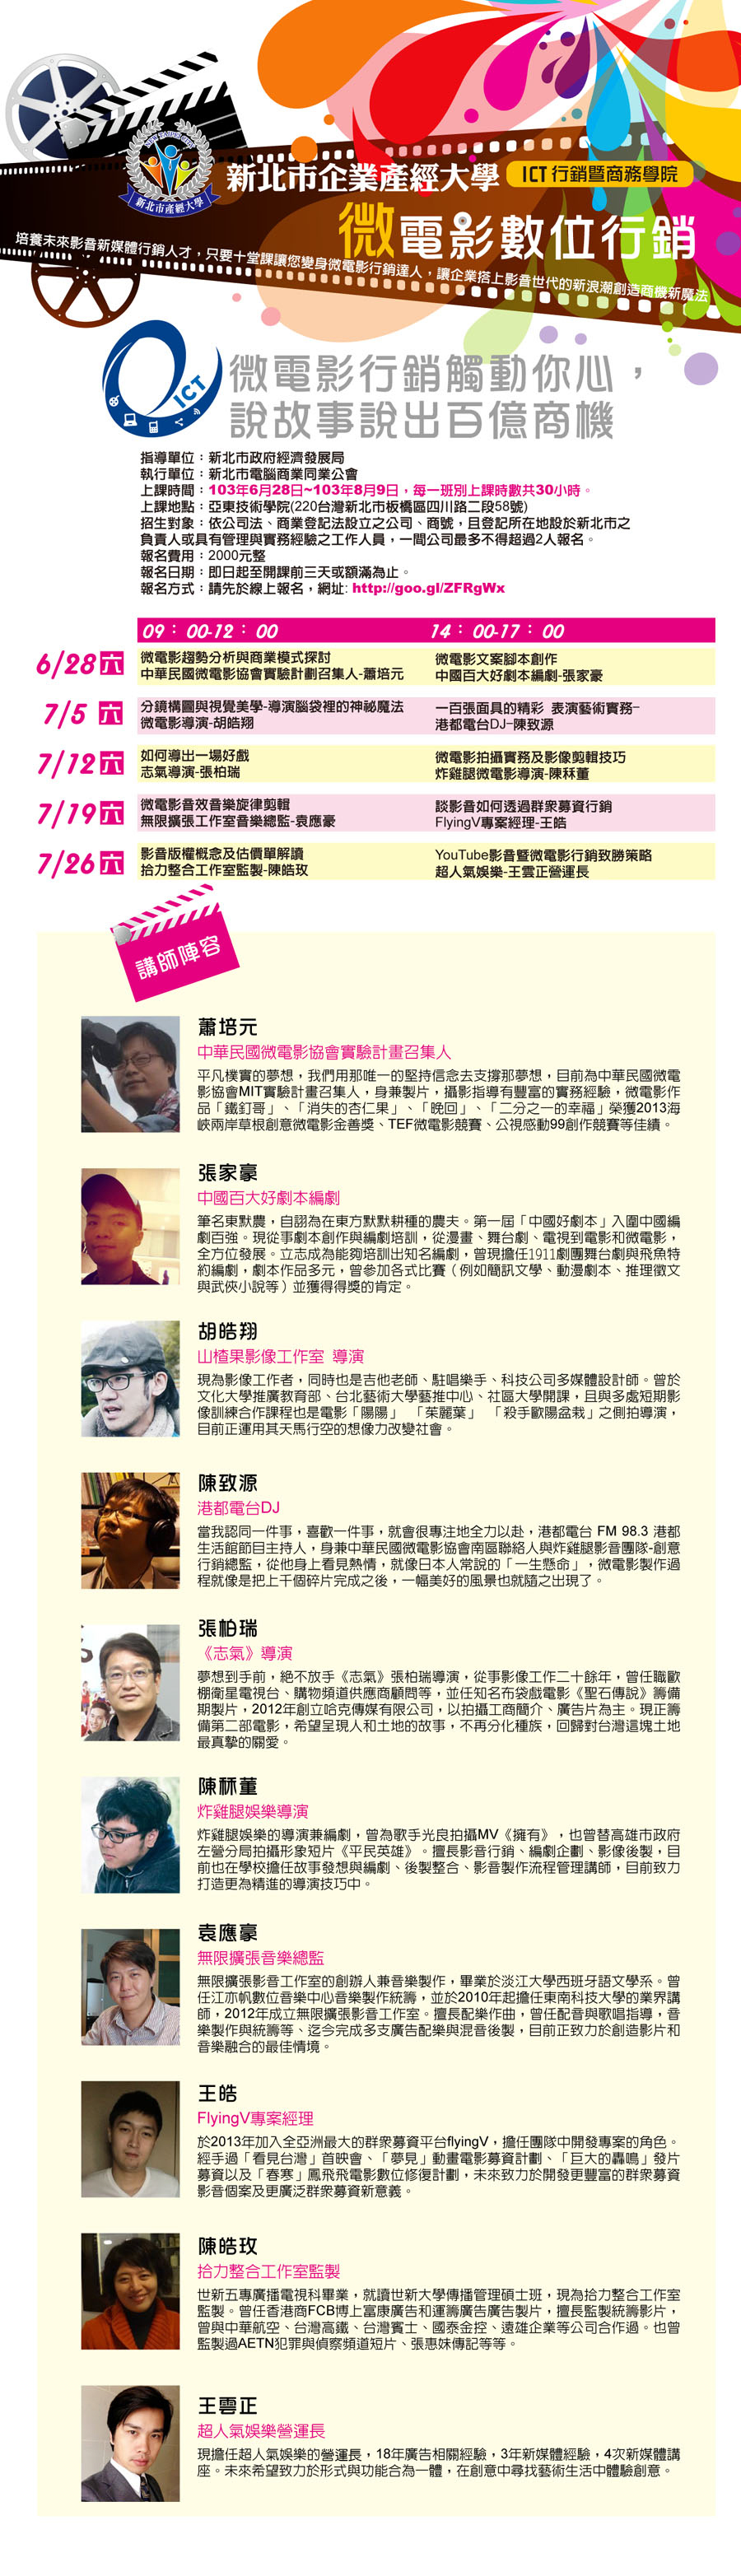 新北市產經大學
新北市企業產經大學
ICT 行銷暨商務學院
微電影數位行銷
培養未來影音新媒體行銷人才，只要十堂課讓您變身微電影行銷達人，讓企業搭上影音世代的新浪潮創造商機新魔法
ICT
微電影行銷觸動你心，
說故事說出百億商機
指導單位：新北市政府經濟發展局
執行單位：新北市電腦商業同業公會
上課時間：103年6月28日~103年8月9日，每一班別上課時數共30小時。
上課地點：亞東技術學院(220台灣新北市板橋區四川路二段58號)
招生對象：依公司法、商業登記法設立之公司、商號，且登記所在地設於新北市之
負責人或具有管理與實務經驗之工作人員，一間公司最多不得超過2人報名。
報名費用：2000元整
報名日期：即日起至開課前三天或額滿為止。
報名方式：請先於線上報名，網址: http://goo.gl/ZFRgWx
09：00-12：00 14：00-17：00
6/28 六
微電影趨勢分析與商業模式探討
中華民國微電影協會實驗計劃召集人-蕭培元
微電影文案腳本創作
中國百大好劇本編劇-張家豪
7/5 六
分鏡構圖與視覺美學-導演腦袋裡的神祕魔法
微電影導演-胡皓翔
一百張面具的精彩 表演藝術實務–
港都電台DJ–陳致源
7/12 六
如何導出一場好戲
志氣導演-張柏瑞
微電影拍攝實務及影像剪輯技巧
炸雞腿微電影導演-陳秝菫
7/19 六
微電影音效音樂旋律剪輯
無限擴張工作室音樂總監-袁應豪
談影音如何透過群眾募資行銷
FlyingV專案經理-王皓
7/26 六
影音版權概念及估價單解讀
拾力整合工作室監製-陳皓玫
YouTube影音暨微電影行銷致勝策略
超人氣娛樂-王雲正營運長
講師陣容
蕭培元
中華民國微電影協會實驗計畫召集人
平凡樸實的夢想，我們用那唯一的堅持信念去支撐那夢想，目前為中華民國微電
影協會MIT實驗計畫召集人，身兼製片，攝影指導有豐富的實務經驗，微電影作
品「鐵釘哥」、「消失的杏仁果」、「晚回」、「二分之一的幸福」榮獲2013海
峽兩岸草根創意微電影金善獎、TEF微電影競賽、公視感動99創作競賽等佳績。
張家豪
中國百大好劇本編劇
筆名東默農，自詡為在東方默默耕種的農夫。第一屆「中國好劇本」入圍中國編
劇百強。現從事劇本創作與編劇培訓，從漫畫、舞台劇、電視到電影和微電影，
全方位發展。立志成為能夠培訓出知名編劇，曾現擔任1911劇團舞台劇與飛魚特
約編劇，劇本作品多元，曾參加各式比賽（例如簡訊文學、動漫劇本、推理徵文
與武俠小說等）並獲得得獎的肯定。
胡皓翔
山楂果影像工作室 導演
現為影像工作者，同時也是吉他老師、駐唱樂手、科技公司多媒體設計師。曾於
文化大學推廣教育部、台北藝術大學藝推中心、社區大學開課，且與多處短期影
像訓練合作課程也是電影「陽陽」 「茱麗葉」 「殺手歐陽盆栽」之側拍導演，
目前正運用其天馬行空的想像力改變社會。
陳致源
港都電台DJ
當我認同一件事，喜歡一件事，就會很專注地全力以赴，港都電台 FM 98.3 港都
生活館節目主持人，身兼中華民國微電影協會南區聯絡人與炸雞腿影音團隊-創意
行銷總監，從他身上看見熱情，就像日本人常說的「一生懸命」，微電影製作過
程就像是把上千個碎片完成之後，一幅美好的風景也就隨之出現了。
張柏瑞
《志氣》導演
夢想到手前，絕不放手《志氣》張柏瑞導演，從事影像工作二十餘年，曾任職歐
棚衛星電視台、購物頻道供應商顧問等，並任知名布袋戲電影《聖石傳說》籌備
期製片，2012年創立哈克傳媒有限公司，以拍攝工商簡介、廣告片為主。現正籌
備第二部電影，希望呈現人和土地的故事，不再分化種族，回歸對台灣這塊土地
最真摯的關愛。
陳秝菫
炸雞腿娛樂導演
炸雞腿娛樂的導演兼編劇，曾為歌手光良拍攝MV《擁有》，也曾替高雄市政府
左營分局拍攝形象短片《平民英雄》。擅長影音行銷、編劇企劃、影像後製，目
前也在學校擔任故事發想與編劇、後製整合、影音製作流程管理講師，目前致力
打造更為精進的導演技巧中。
袁應豪
無限擴張音樂總監
無限擴張影音工作室的創辦人兼音樂製作，畢業於淡江大學西班牙語文學系。曾
任江亦帆數位音樂中心音樂製作統籌，並於2010年起擔任東南科技大學的業界講
師，2012年成立無限擴張影音工作室。擅長配樂作曲，曾任配音與歌唱指導，音
樂製作與統籌等、迄今完成多支廣告配樂與混音後製，目前正致力於創造影片和
音樂融合的最佳情境。
王皓
FlyingV專案經理
於2013年加入全亞洲最大的群眾募資平台flyingV，擔任團隊中開發專案的角色。
經手過「看見台灣」首映會、「夢見」動畫電影募資計劃、「巨大的轟鳴」發片
募資以及「春寒」鳳飛飛電影數位修復計劃，未來致力於開發更豐富的群眾募資
影音個案及更廣泛群眾募資新意義。
陳皓玫
拾力整合工作室監製
世新五專廣播電視科畢業，就讀世新大學傳播管理碩士班，現為拾力整合工作室
監製。曾任香港商FCB博上富康廣告和運籌廣告廣告製片，擅長監製統籌影片，
曾與中華航空、台灣高鐵、台灣賓士、國泰金控、遠雄企業等公司合作過。也曾
監製過AETN犯罪與偵察頻道短片、張惠妹傳記等等。
王雲正
超人氣娛樂營運長
現擔任超人氣娛樂的營運長，18年廣告相關經驗，3年新媒體經驗，4次新媒體講
座。未來希望致力於形式與功能合為一體，在創意中尋找藝術生活中體驗創意。